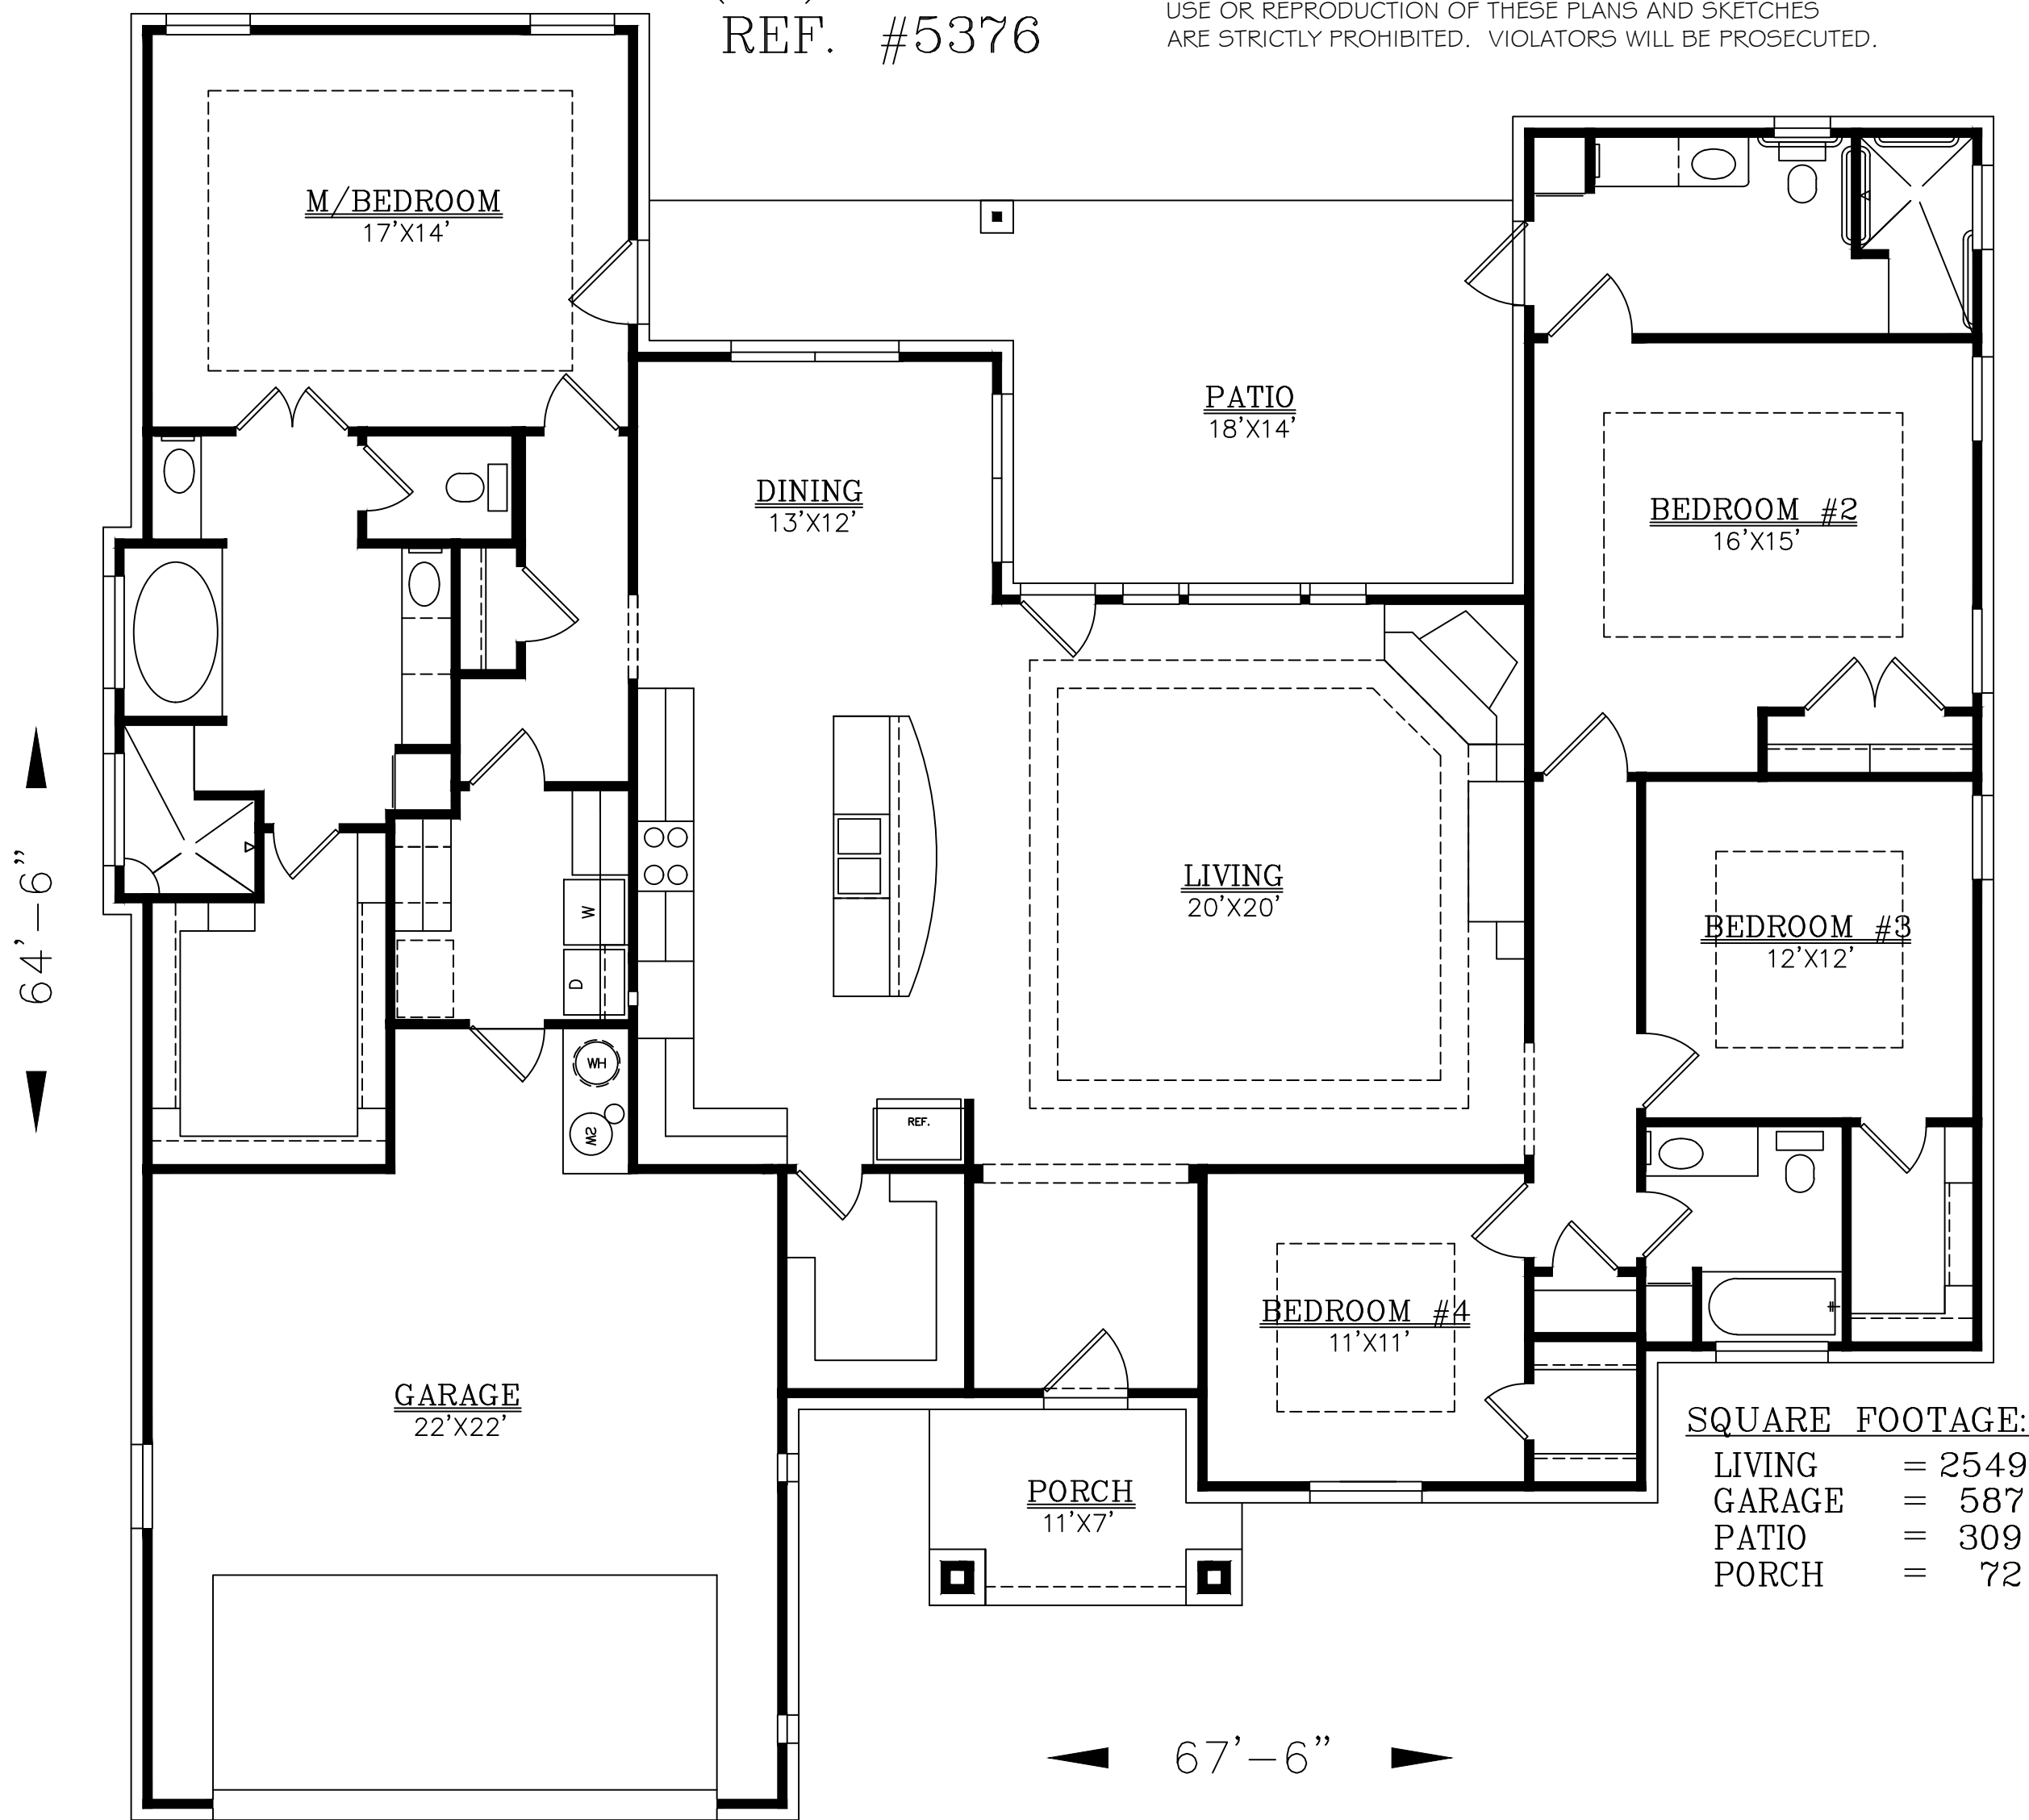 REF. #5376
USE OR REPRODUCTION OF THESE PLANS AND SKETCHES
ARE STRICTLY PROHIBITED. VIOLATORS WILL BE PROSECUTED.
M/BEDROOM
17'X14'
PATIO
18'X14'
DINING
13'X12'
BEDROOM #2
16'X15'
LIVING
20'X20'
W
D
BEDROOM #3
12'X12'
64'-6"
WH
SW
REF.
BEDROOM #4
11'X11'
GARAGE
22'X22'
PORCH
11'X7'
SQUARE FOOTAGE:
LIVING = 2549
GARAGE = 587
PATIO = 309
PORCH = 72
67'-6"